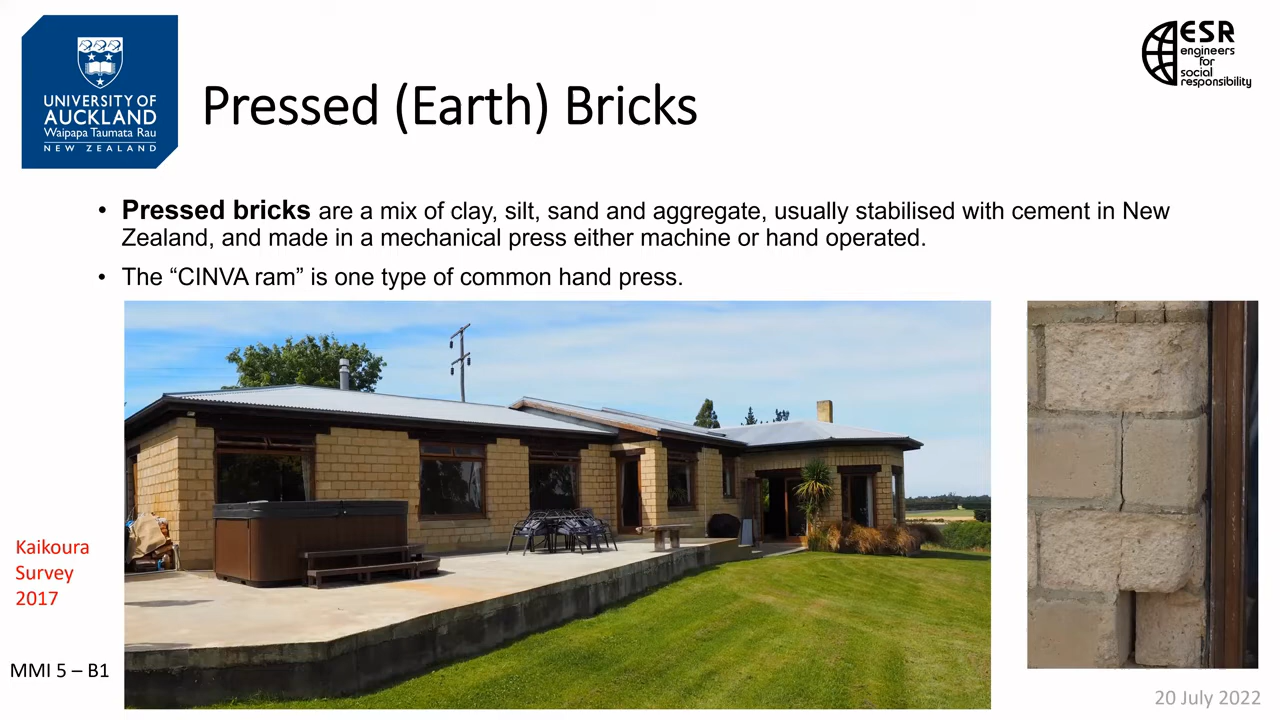 UNIVERSITY OF
AUCKLAND
Waipapa Taumata Rau
NEW ZEALAND
ESR
engineers
for
social
responsibility
Pressed (Earth) Bricks
• Pressed bricks are a mix of clay, silt, sand and aggregate, usually stabilised with cement in New
Zealand, and made in a mechanical press either machine or hand operated.
• The “CINVA ram” is one type of common hand press.
Kaikoura
Survey
2017
MMI 5 – B1
20 July 2022